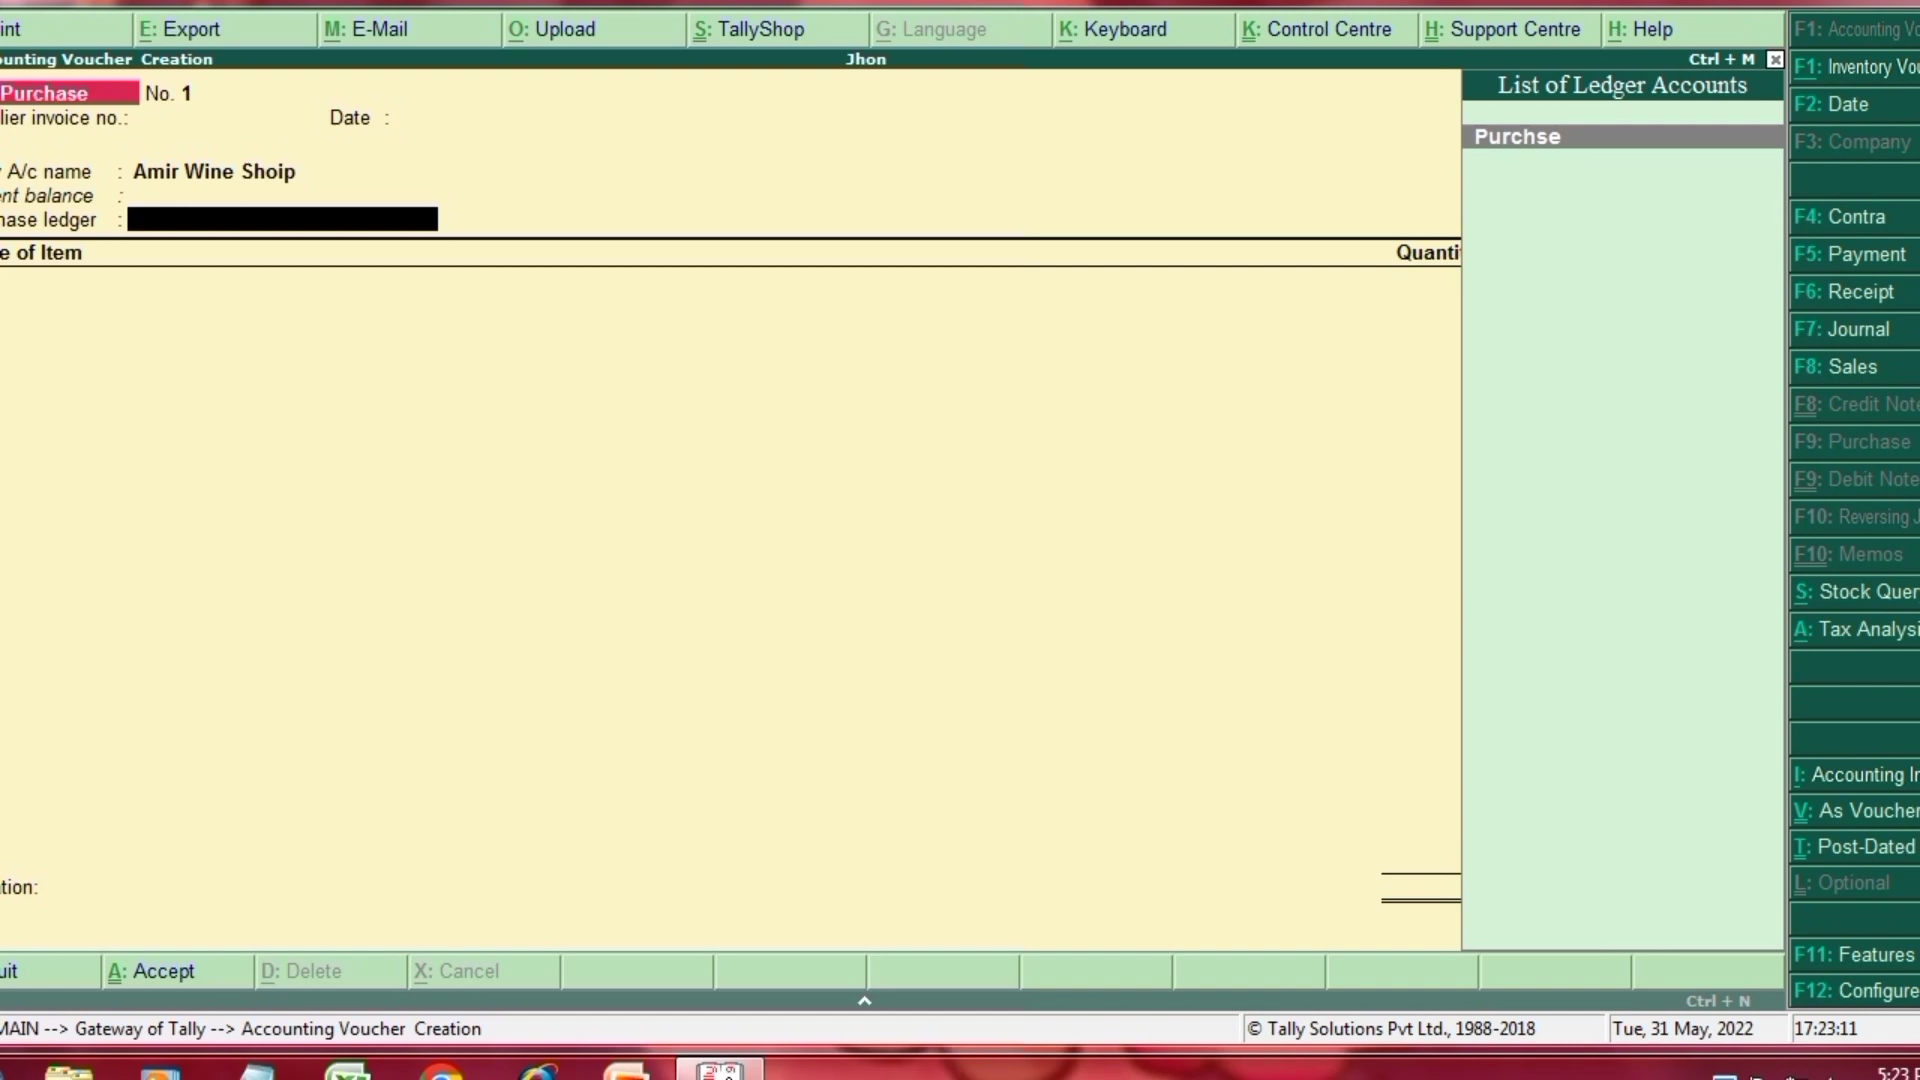 int E: Export M: E-Mail O: Upload S: TallyShop G: Language K: Keyboard K: Control Centre H: Support Centre H: Help
ounting Voucher Creation Jhon Ctrl + M
Purchase No. 1
lier invoice no.: Date :
A/c name : Amir Wine Shoip
nt balance :
hase ledger :
e of Item Quanti
tion:
List of Ledger Accounts
Purchse
F1: Accounting Vo
F1: Inventory Vou
F2: Date
F3: Company
F4: Contra
F5: Payment
F6: Receipt
F7: Journal
F8: Sales
F8: Credit Note
F9: Purchase
F9: Debit Note
F10: Reversing J
F10: Memos
S: Stock Quer
A: Tax Analysi
I: Accounting In
V: As Voucher
T: Post-Dated
L: Optional
F11: Features
F12: Configure
uit A: Accept D: Delete X: Cancel
Ctrl + N
MAIN --> Gateway of Tally --> Accounting Voucher Creation © Tally Solutions Pvt Ltd., 1988-2018 Tue, 31 May, 2022 17:23:11
5:23 P